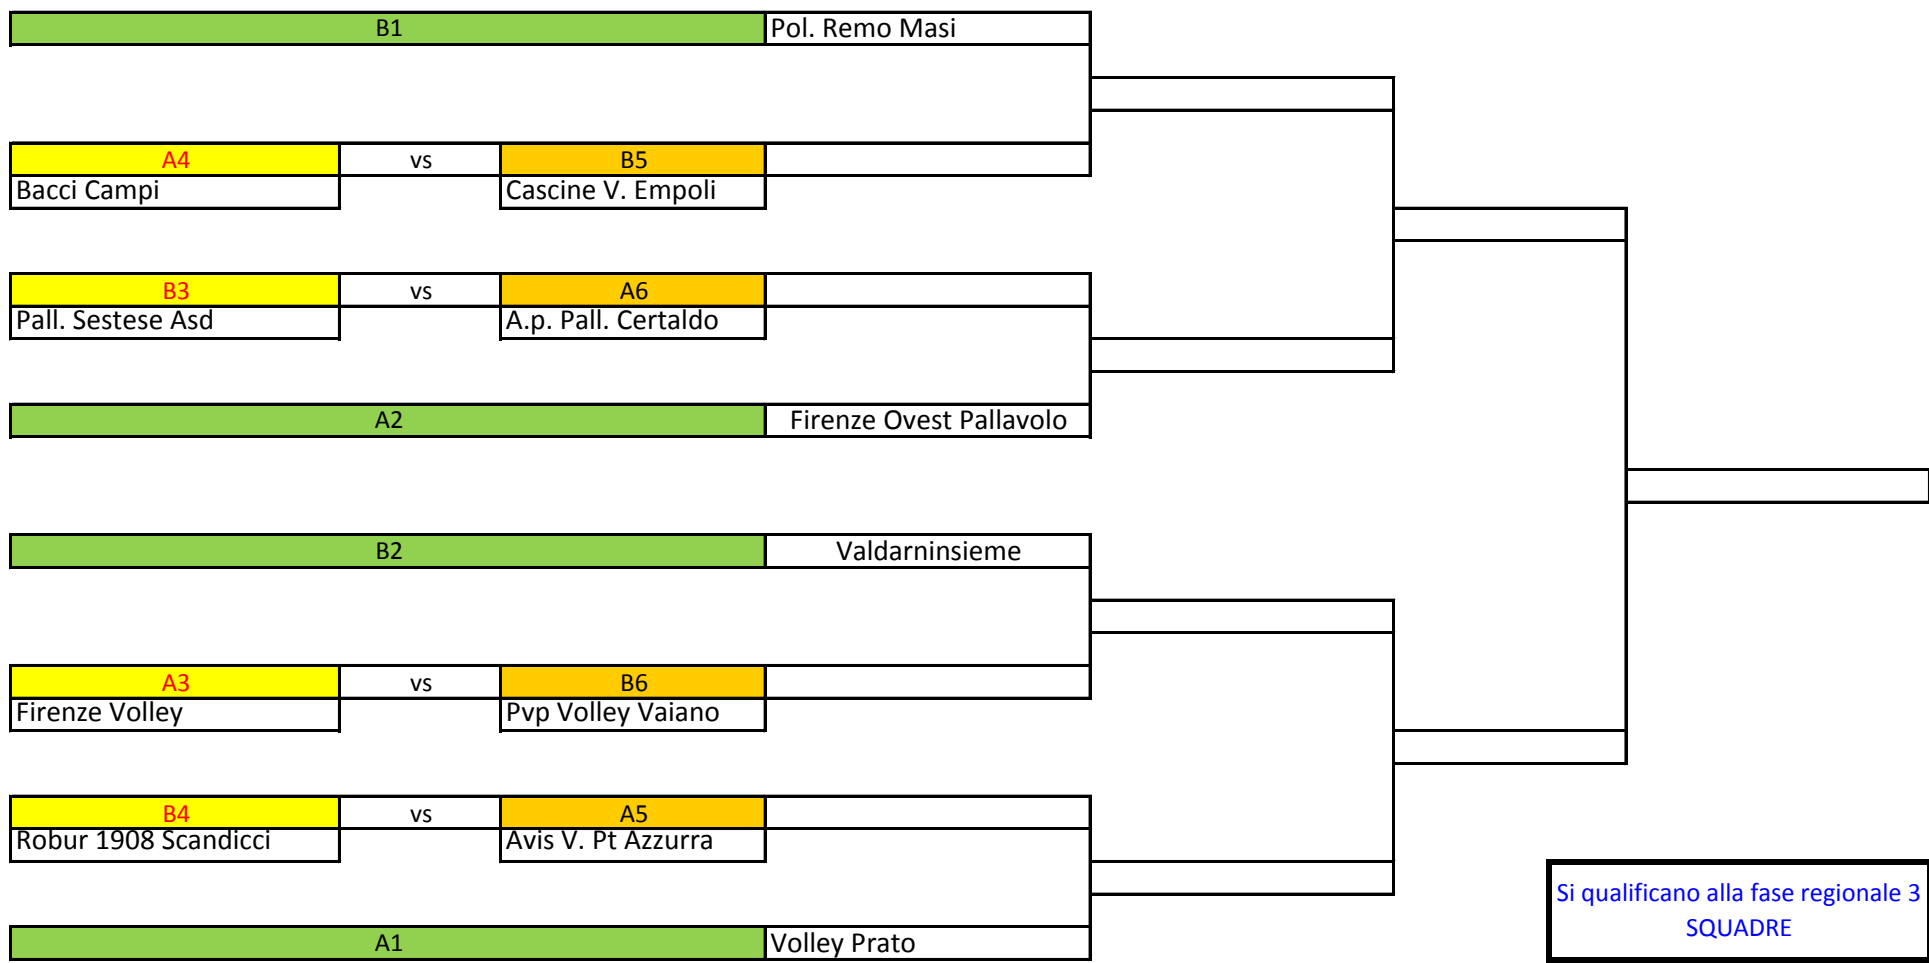 B1 Pol. Remo Masi
A4 vs B5
Bacci Campi Cascine V. Empoli
B3 vs A6
Pall. Sestese Asd A.p. Pall. Certaldo
A2 Firenze Ovest Pallavolo
B2 Valdarninsieme
A3 vs B6
Firenze Volley Pvp Volley Vaiano
B4 vs A5
Robur 1908 Scandicci Avis V. Pt Azzurra
A1 Volley Prato
Si qualificano alla fase regionale 3
SQUADRE